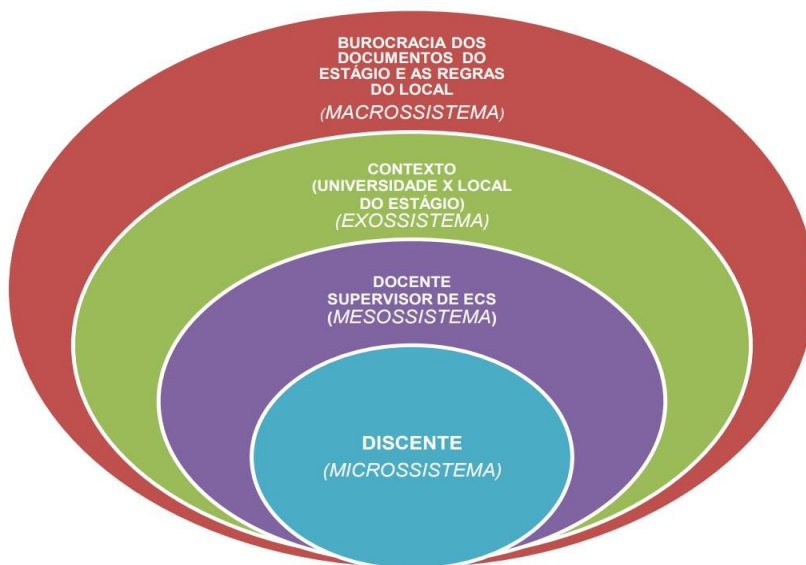 BUROCRACIA DOS
DOCUMENTOS DO
ESTÁGIO E AS REGRAS
DO LOCAL
(MACROSSISTEMA)
CONTEXTO
(UNIVERSIDADE X LOCAL
DO ESTÁGIO)
(EXOSSISTEMA)
DOCENTE
SUPERVISOR DE ECS
(MESOSSISTEMA)
DISCENTE
(MICROSSISTEMA)